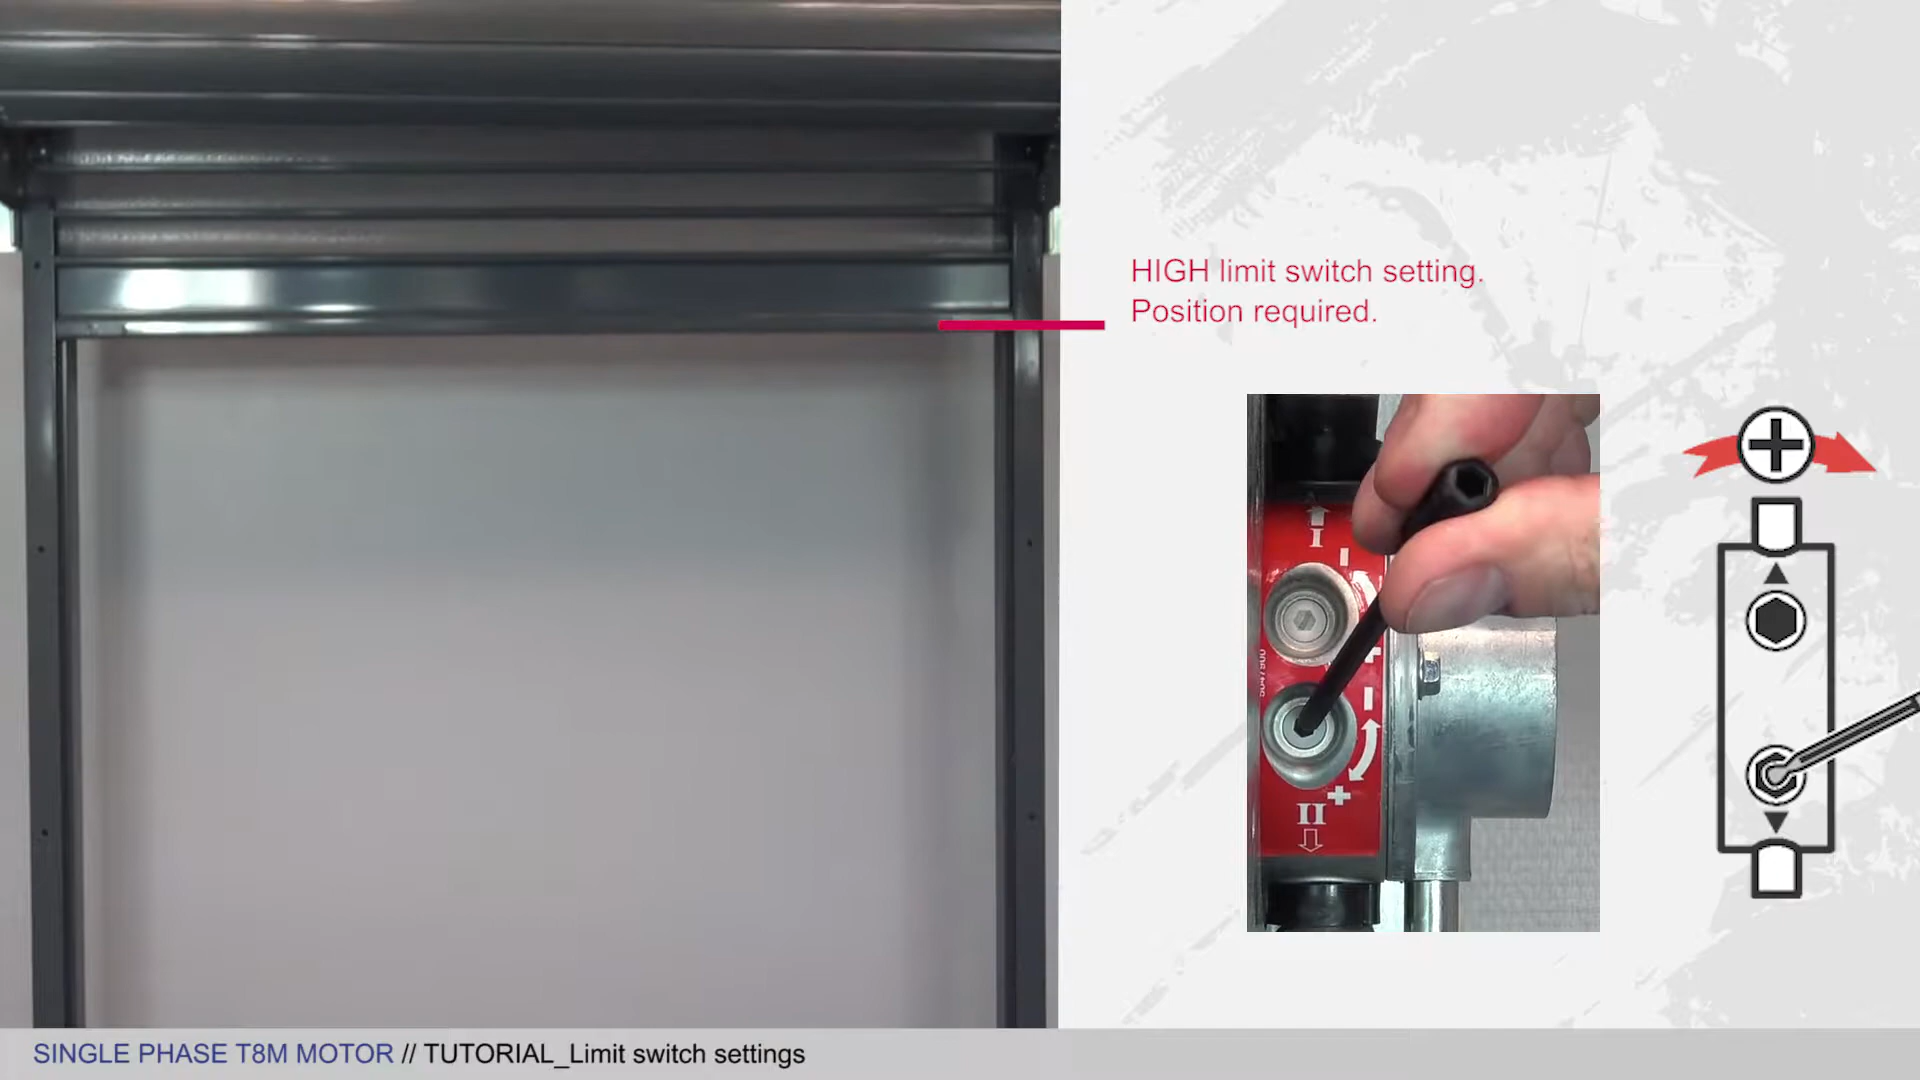 HIGH limit switch setting.
Position required.
I
II
SINGLE PHASE T8M MOTOR // TUTORIAL_Limit switch settings